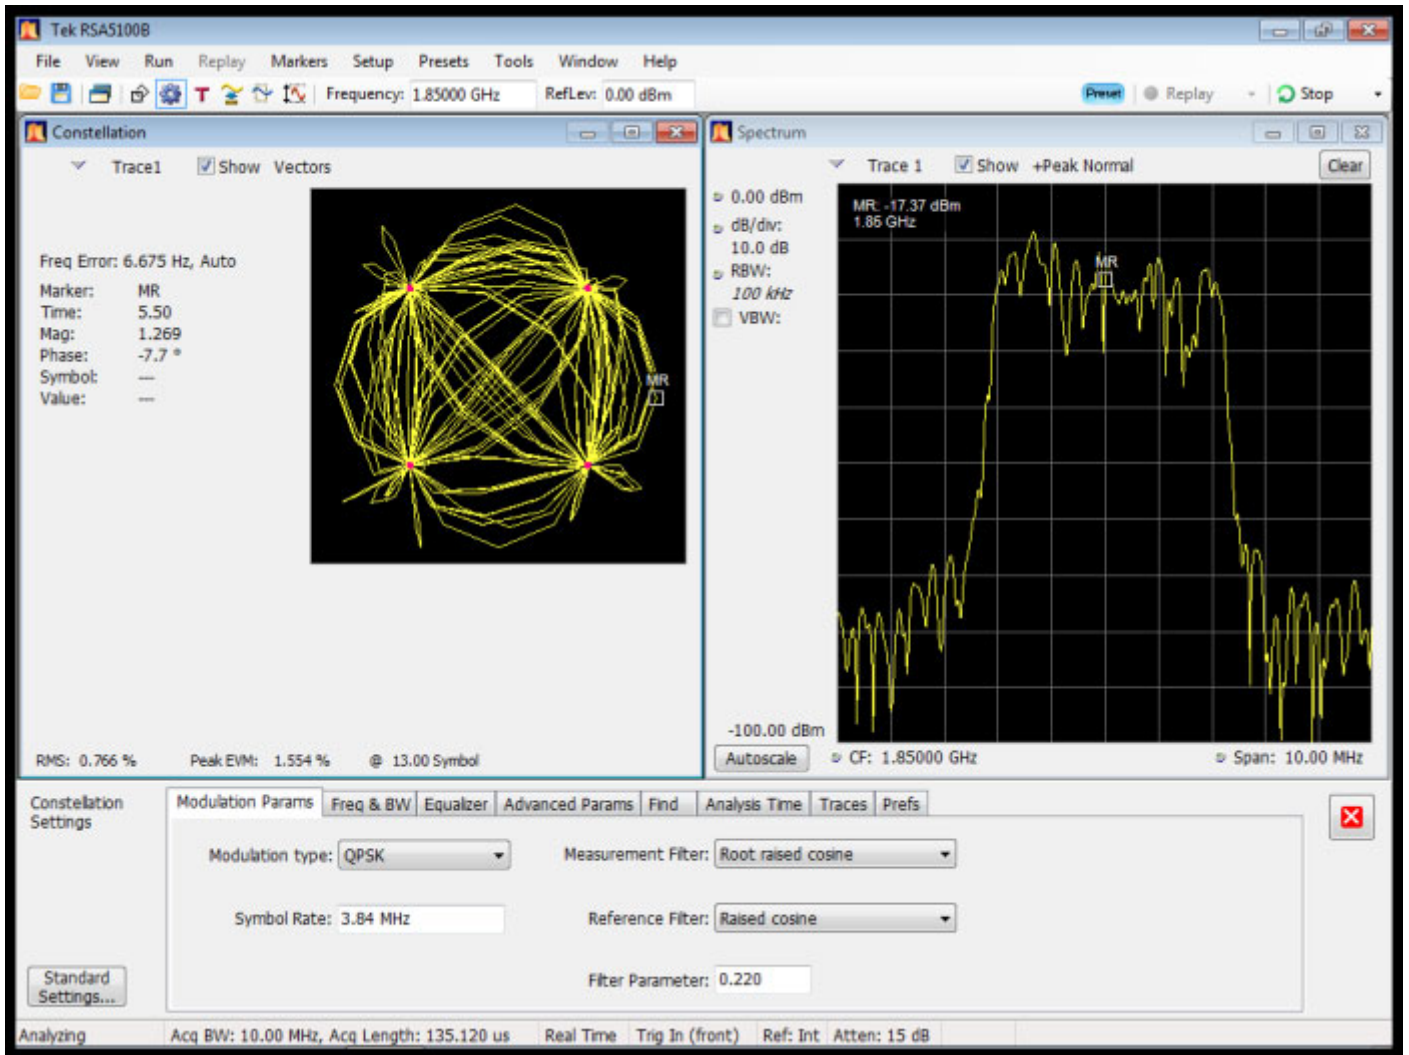 Tek RSA5100B
File View Run Replay Markers Setup Presets Tools Window Help
T Frequency: 1.85000 GHz RefLev: 0.00 dBm Preset Replay Stop
Constellation
Trace1 Show Vectors
Freq Error: 6.675 Hz, Auto
Marker: MR
Time: 5.50
Mag: 1.269
Phase: -7.7 °
Symbol: ---
Value: ---
MR
RMS: 0.766 % Peak EVM: 1.554 % @ 13.00 Symbol
Spectrum
Trace 1 Show +Peak Normal Clear
0.00 dBm
dB/div:
10.0 dB
RBW:
100 kHz
VBW:
MR: -17.37 dBm
1.85 GHz
MR
-100.00 dBm
Autoscale CF: 1.85000 GHz Span: 10.00 MHz
Constellation
Settings
Modulation Params Freq & BW Equalizer Advanced Params Find Analysis Time Traces Prefs
Modulation type: QPSK Measurement Filter: Root raised cosine
Symbol Rate: 3.84 MHz Reference Filter: Raised cosine
Filter Parameter: 0.220
Standard
Settings...
Analyzing Acq BW: 10.00 MHz, Acq Length: 135.120 us Real Time Trig In (front) Ref: Int Atten: 15 dB